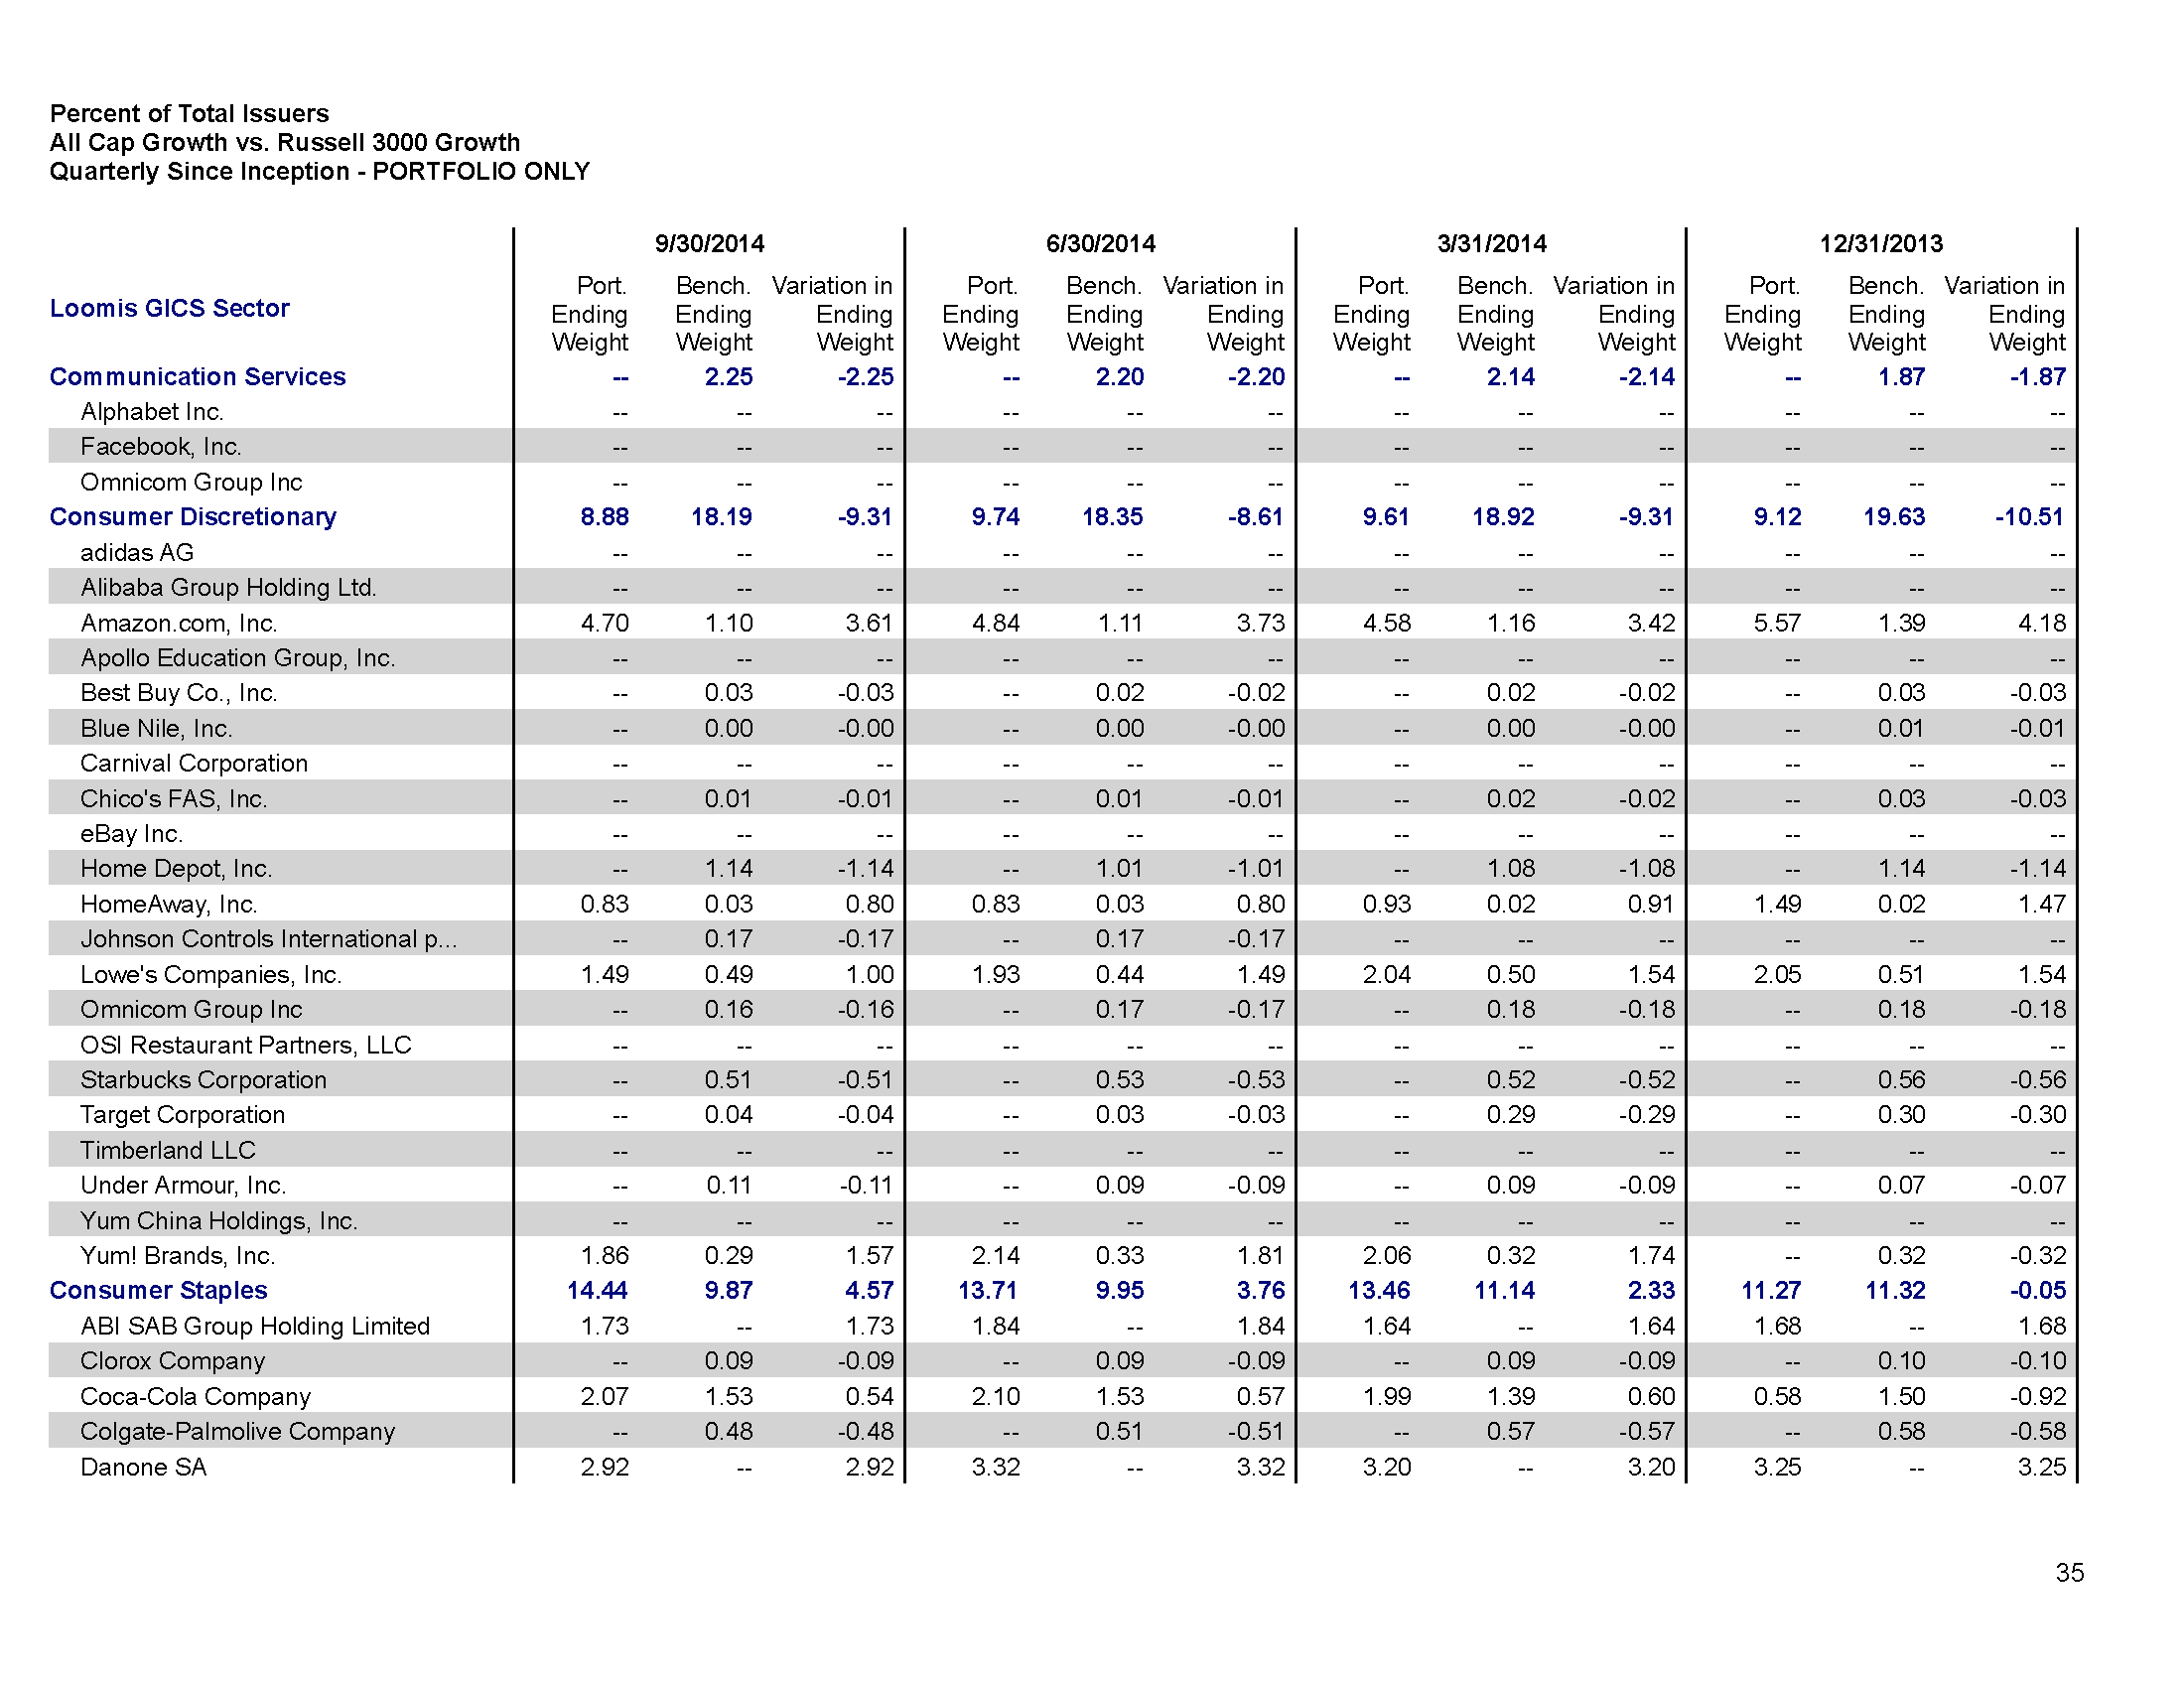 Percent of Total Issuers
All Cap Growth vs. Russell 3000 Growth
Quarterly Since Inception - PORTFOLIO ONLY
9/30/2014 6/30/2014 3/31/2014 12/31/2013
Loomis GICS Sector
Port. Bench. Variation in Port. Bench. Variation in Port. Bench. Variation in Port. Bench. Variation in
Ending Ending Ending Ending Ending Ending Ending Ending Ending Ending Ending Ending
Weight Weight Weight Weight Weight Weight Weight Weight Weight Weight Weight Weight
Communication Services -- 2.25 -2.25 -- 2.20 -2.20 -- 2.14 -2.14 -- 1.87 -1.87
Alphabet Inc. -- -- -- -- -- -- -- -- -- -- -- --
Facebook, Inc. -- -- -- -- -- -- -- -- -- -- -- --
Omnicom Group Inc -- -- -- -- -- -- -- -- -- -- -- --
Consumer Discretionary 8.88 18.19 -9.31 9.74 18.35 -8.61 9.61 18.92 -9.31 9.12 19.63 -10.51
adidas AG -- -- -- -- -- -- -- -- -- -- -- --
Alibaba Group Holding Ltd. -- -- -- -- -- -- -- -- -- -- -- --
Amazon.com, Inc. 4.70 1.10 3.61 4.84 1.11 3.73 4.58 1.16 3.42 5.57 1.39 4.18
Apollo Education Group, Inc. -- -- -- -- -- -- -- -- -- -- -- --
Best Buy Co., Inc. -- 0.03 -0.03 -- 0.02 -0.02 -- 0.02 -0.02 -- 0.03 -0.03
Blue Nile, Inc. -- 0.00 -0.00 -- 0.00 -0.00 -- 0.00 -0.00 -- 0.01 -0.01
Carnival Corporation -- -- -- -- -- -- -- -- -- -- -- --
Chico's FAS, Inc. -- 0.01 -0.01 -- 0.01 -0.01 -- 0.02 -0.02 -- 0.03 -0.03
eBay Inc. -- -- -- -- -- -- -- -- -- -- -- --
Home Depot, Inc. -- 1.14 -1.14 -- 1.01 -1.01 -- 1.08 -1.08 -- 1.14 -1.14
HomeAway, Inc. 0.83 0.03 0.80 0.83 0.03 0.80 0.93 0.02 0.91 1.49 0.02 1.47
Johnson Controls International p... -- 0.17 -0.17 -- 0.17 -0.17 -- -- -- -- -- --
Lowe's Companies, Inc. 1.49 0.49 1.00 1.93 0.44 1.49 2.04 0.50 1.54 2.05 0.51 1.54
Omnicom Group Inc -- 0.16 -0.16 -- 0.17 -0.17 -- 0.18 -0.18 -- 0.18 -0.18
OSI Restaurant Partners, LLC -- -- -- -- -- -- -- -- -- -- -- --
Starbucks Corporation -- 0.51 -0.51 -- 0.53 -0.53 -- 0.52 -0.52 -- 0.56 -0.56
Target Corporation -- 0.04 -0.04 -- 0.03 -0.03 -- 0.29 -0.29 -- 0.30 -0.30
Timberland LLC -- -- -- -- -- -- -- -- -- -- -- --
Under Armour, Inc. -- 0.11 -0.11 -- 0.09 -0.09 -- 0.09 -0.09 -- 0.07 -0.07
Yum China Holdings, Inc. -- -- -- -- -- -- -- -- -- -- -- --
Yum! Brands, Inc. 1.86 0.29 1.57 2.14 0.33 1.81 2.06 0.32 1.74 -- 0.32 -0.32
Consumer Staples 14.44 9.87 4.57 13.71 9.95 3.76 13.46 11.14 2.33 11.27 11.32 -0.05
ABI SAB Group Holding Limited 1.73 -- 1.73 1.84 -- 1.84 1.64 -- 1.64 1.68 -- 1.68
Clorox Company -- 0.09 -0.09 -- 0.09 -0.09 -- 0.09 -0.09 -- 0.10 -0.10
Coca-Cola Company 2.07 1.53 0.54 2.10 1.53 0.57 1.99 1.39 0.60 0.58 1.50 -0.92
Colgate-Palmolive Company -- 0.48 -0.48 -- 0.51 -0.51 -- 0.57 -0.57 -- 0.58 -0.58
Danone SA 2.92 -- 2.92 3.32 -- 3.32 3.20 -- 3.20 3.25 -- 3.25
35